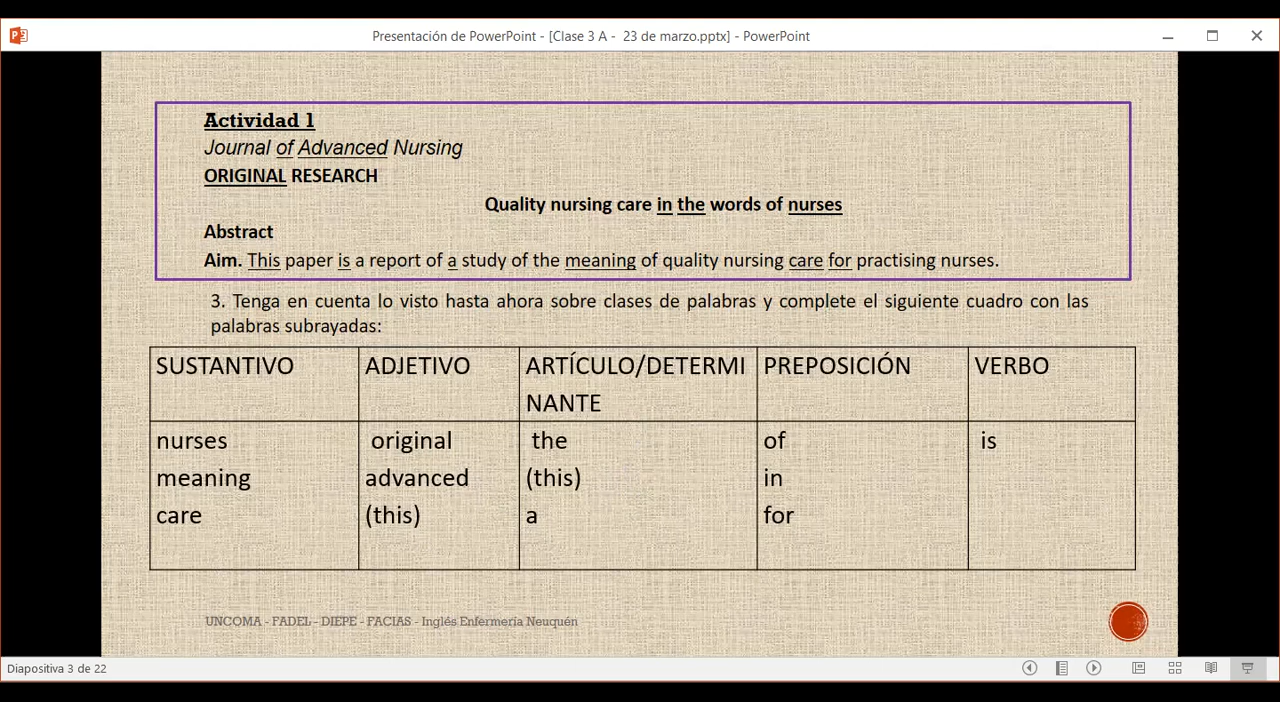 Presentación de PowerPoint - [Clase 3 A - 23 de marzo.pptx] - PowerPoint
Actividad 1
Journal of Advanced Nursing
ORIGINAL RESEARCH
Quality nursing care in the words of nurses
Abstract
Aim. This paper is a report of a study of the meaning of quality nursing care for practising nurses.
3. Tenga en cuenta lo visto hasta ahora sobre clases de palabras y complete el siguiente cuadro con las
palabras subrayadas:
SUSTANTIVO ADJETIVO ARTÍCULO/DETERMI PREPOSICIÓN VERBO
NANTE
nurses original the of is
meaning advanced (this) in
care (this) a for
UNCOMA - FADEL - DIEPE - FACIAS - Inglés Enfermería Neuquén
Diapositiva 3 de 22